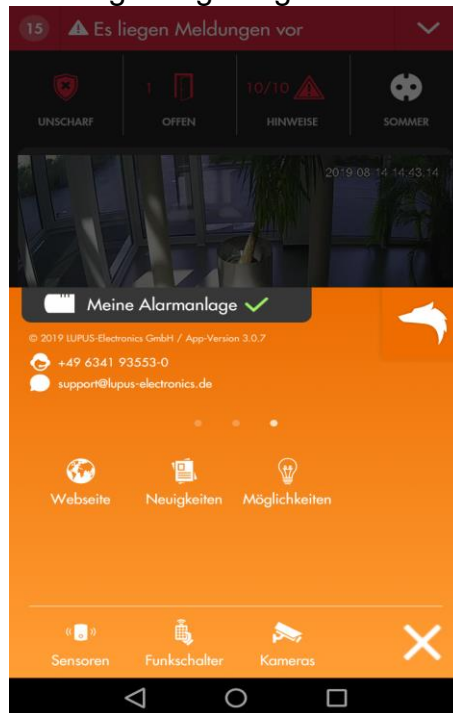 15 Es liegen Meldungen vor
1 10/10
UNSCHARF OFFEN HINWEISE SOMMER
2019-08-14 14:43:14
Meine Alarmanlage
© 2019 LUPUS-Electronics GmbH / App-Version 3.0.7
+49 6341 93553-0
support@lupus-electronics.de
Webseite Neuigkeiten Möglichkeiten
Sensoren Funkschalter Kameras